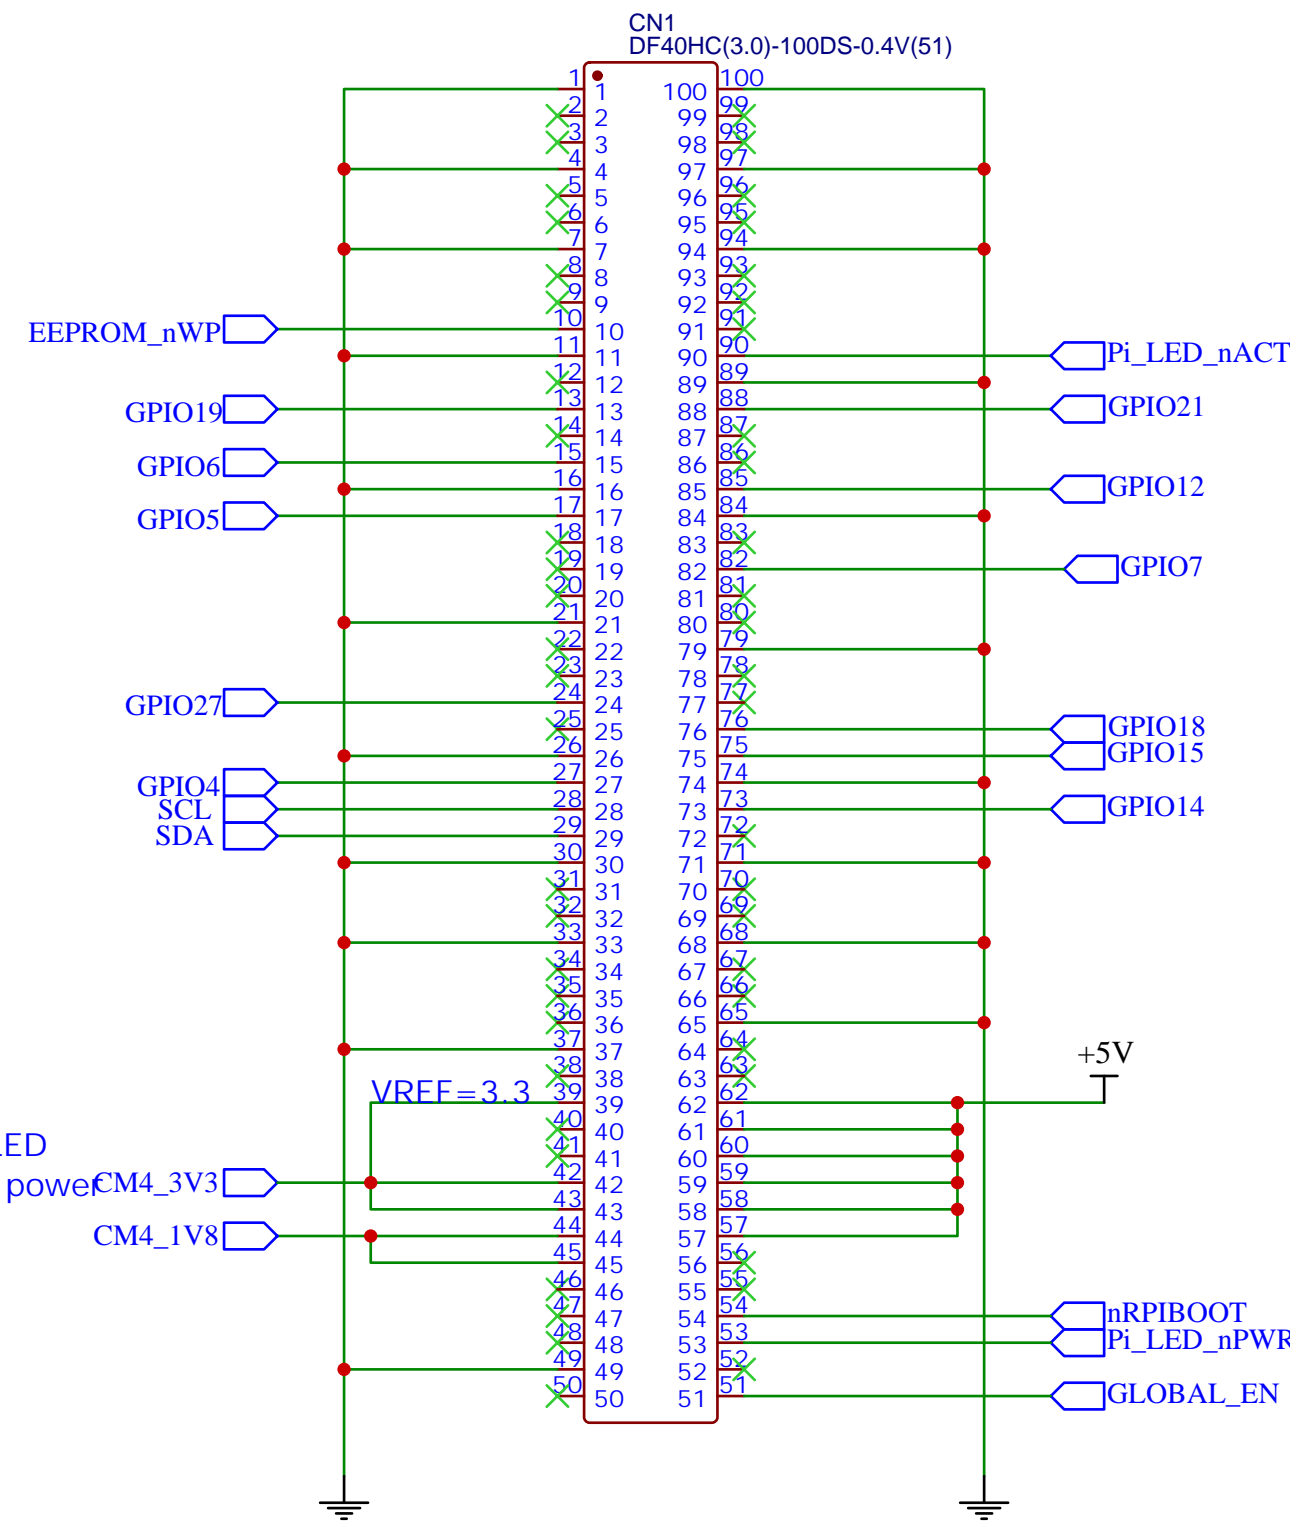 CN1
DF40HC(3.0)-100DS-0.4V(51)
1 1 100 100
2 2 99 99
3 3 98 98
4 4 97 97
5 5 96 96
6 6 95 95
7 7 94 94
8 8 93 93
9 9 92 92
EEPROM_nWP 10 10 91 91
11 11 90 90 Pi_LED_nACT
12 12 89 89
GPIO19 13 13 88 88 GPIO21
14 14 87 87
GPIO6 15 15 86 86
16 16 85 85 GPIO12
GPIO5 17 17 84 84
18 18 83 83
19 19 82 82 GPIO7
20 20 81 81
21 21 80 80
22 22 79 79
23 23 78 78
GPIO27 24 24 77 77
25 25 76 76 GPIO18
26 26 75 75 GPIO15
GPIO4 27 27 74 74
SCL 28 28 73 73 GPIO14
SDA 29 29 72 72
30 30 71 71
31 31 70 70
32 32 69 69
33 33 68 68
34 34 67 67
35 35 66 66
36 36 65 65
37 37 64 64
38 38 63 63
+5V
VREF=3.3 39 39 62 62
40 40 61 61
41 41 60 60
LED
power CM4_3V3 42 42 59 59
43 43 58 58
CM4_1V8 44 44 57 57
45 45 56 56
46 46 55 55
47 47 54 54 nRPIBOOT
48 48 53 53 Pi_LED_nPWR
49 49 52 52
50 50 51 51 GLOBAL_EN